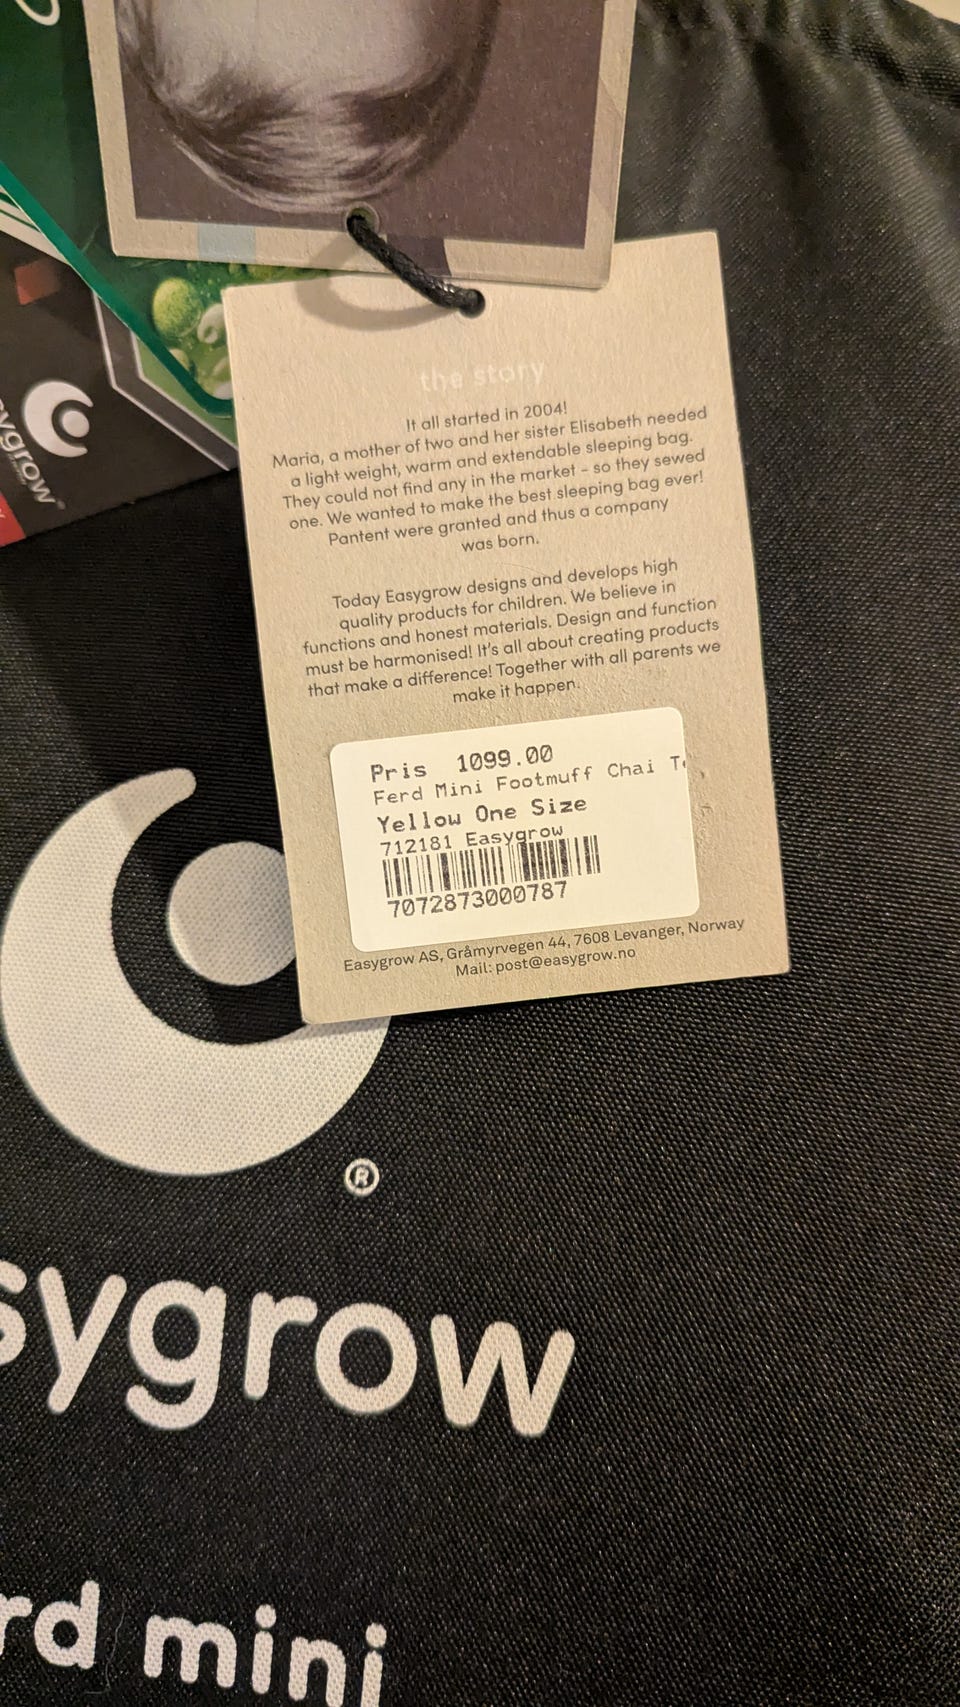 the story
It all started in 2004!
Maria, a mother of two and her sister Elisabeth needed
a light weight, warm and extendable sleeping bag.
They could not find any in the market - so they sewed
one. We wanted to make the best sleeping bag ever!
Pantent were granted and thus a company
was born.
Today Easygrow designs and develops high
quality products for children. We believe in
functions and honest materials. Design and function
must be harmonised! It's all about creating products
that make a difference! Together with all parents we
make it happen.
Pris 1099.00
Ferd Mini Footmuff Chai
Yellow One Size
712181 Easygrow
7072873000787
Easygrow AS, Gråmyrvegen 44, 7608 Levanger, Norway
Mail: post@easygrow.no
sygrow
®
sygrow
rd mini